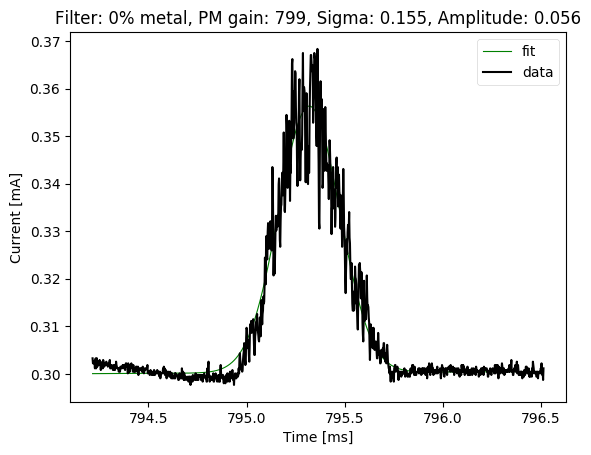 Filter: 0% metal, PM gain: 799, Sigma: 0.155, Amplitude: 0.056
fit
data
0.37
0.36
0.35
0.34
0.33
0.32
0.31
0.30
Current [mA]
794.5 795.0 795.5 796.0 796.5
Time [ms]